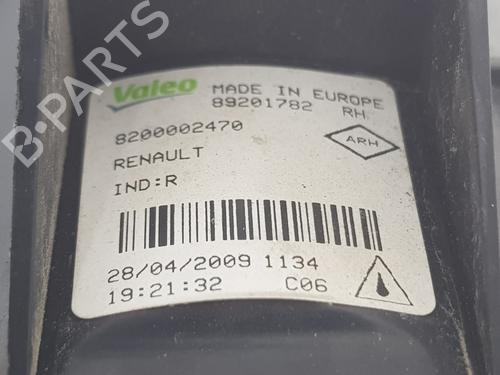 Valeo MADE IN EUROPE
89201782 RH
8200002470
RENAULT
ARH
IND:R
28/04/2009 1134
19:21:32 C06
B-PARTS